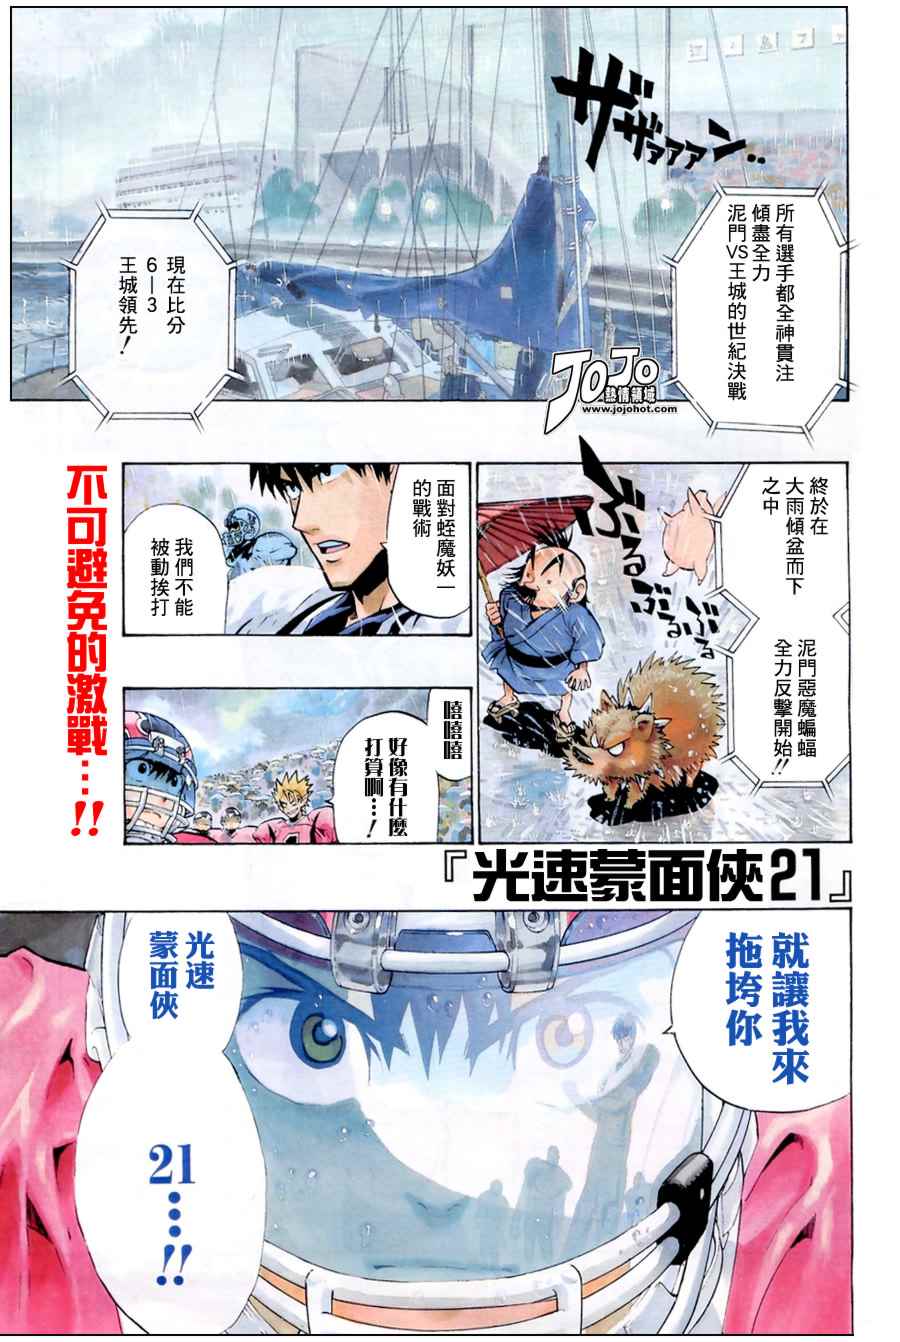 ザザァァァン‥
所有選手都全神貫注
傾盡全力
泥門VS王城的世紀決戰
現在比分
6—3
王城領先！
JOJO
熱情領域
www.jojohot.com
終於在
大雨傾盆而下
之中
泥門惡魔蝙蝠
全力反擊開始!!
ぶるる
ぶるる
ぶる
面對蛭魔妖一
的戰術
我們不能
被動挨打
嘻嘻嘻
好像有什麼
打算啊…！
不可避免的激戰…!!
『光速蒙面俠21』
就讓我來
拖垮你
光速
蒙面俠
21…!!